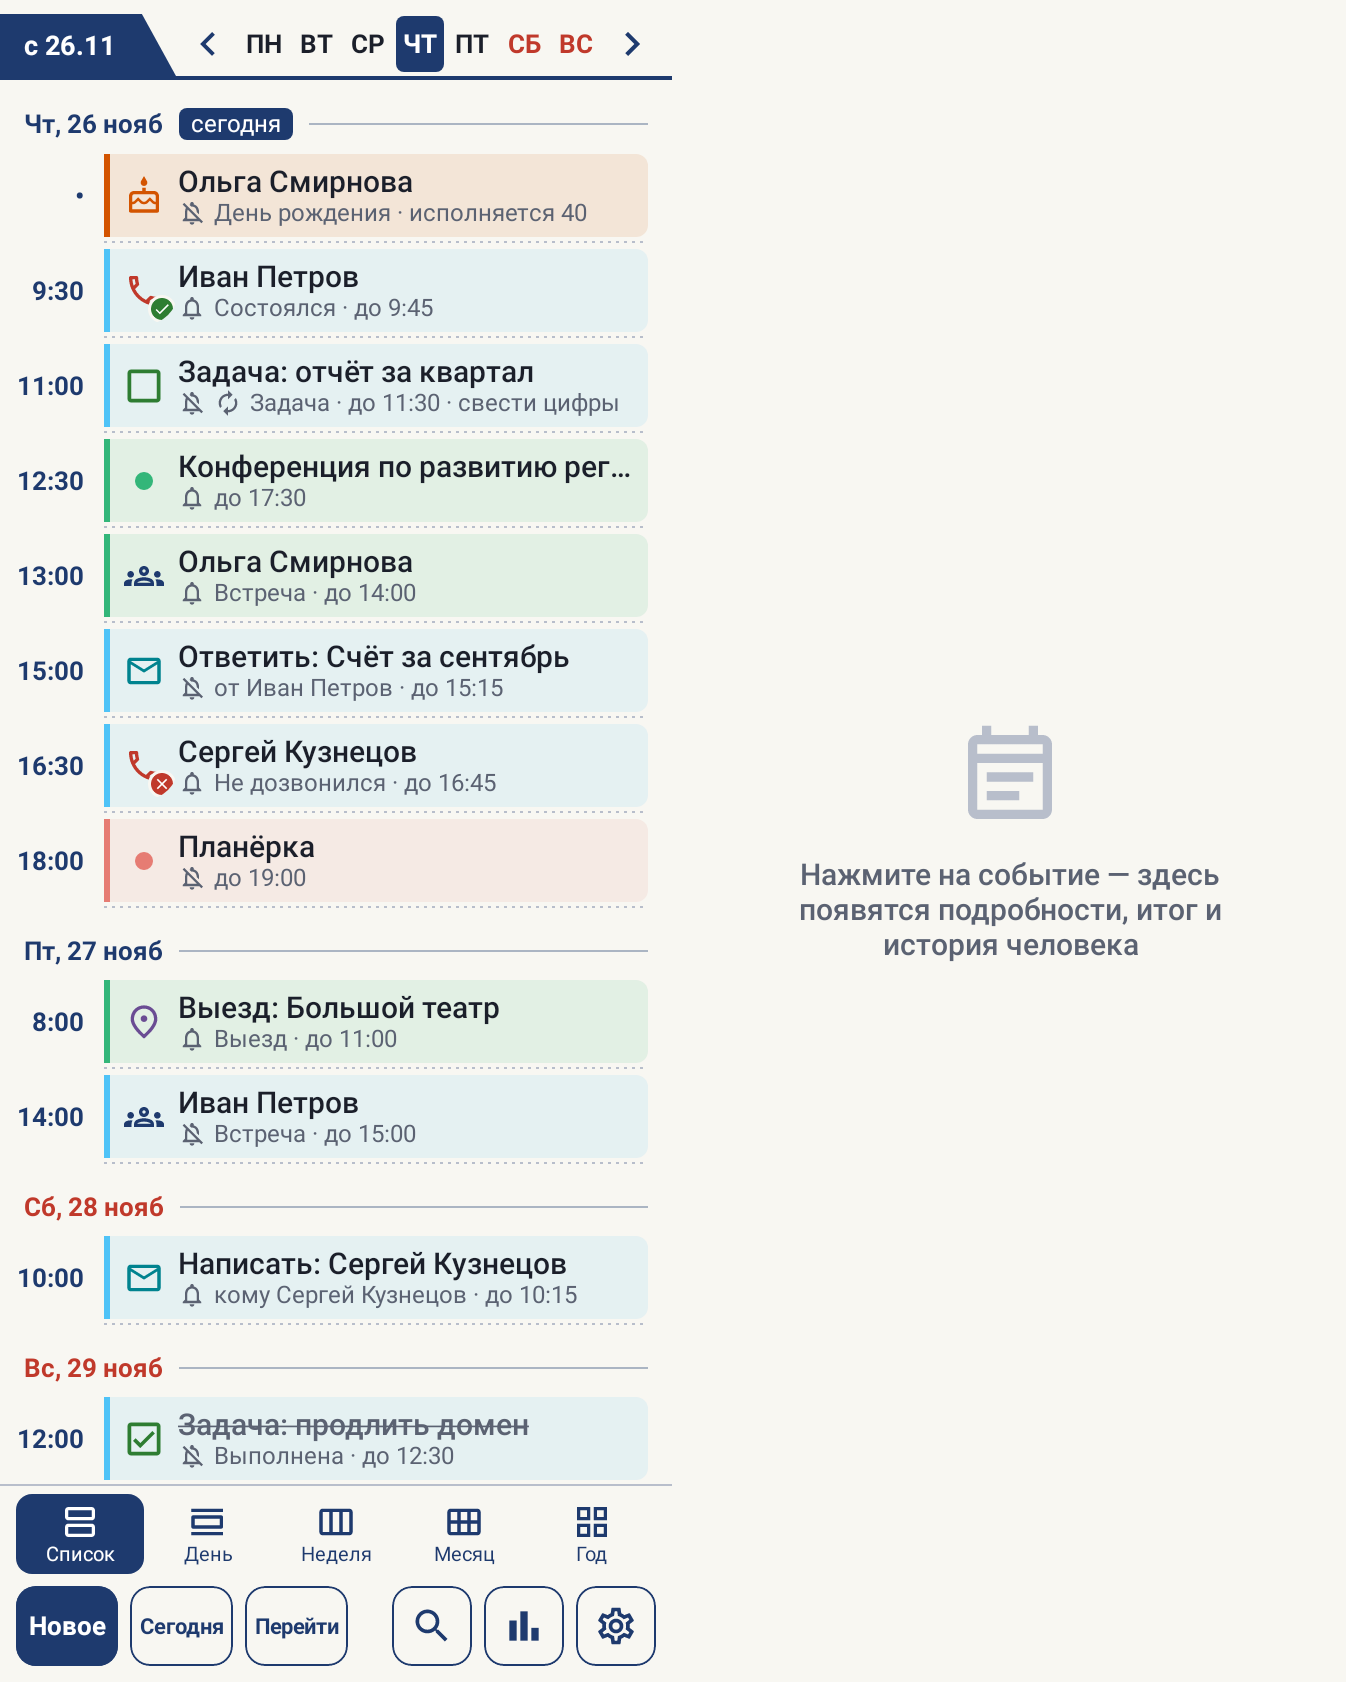 с 26.11
ПН ВТ СР ЧТ ПТ СБ ВС
Чт, 26 нояб сегодня
Ольга Смирнова
День рождения · исполняется 40
9:30
Иван Петров
Состоялся · до 9:45
11:00
Задача: отчёт за квартал
Задача · до 11:30 · свести цифры
12:30
Конференция по развитию рег...
до 17:30
13:00
Ольга Смирнова
Встреча · до 14:00
15:00
Ответить: Счёт за сентябрь
от Иван Петров · до 15:15
16:30
Сергей Кузнецов
Не дозвонился · до 16:45
18:00
Планёрка
до 19:00
Пт, 27 нояб
8:00
Выезд: Большой театр
Выезд · до 11:00
14:00
Иван Петров
Встреча · до 15:00
Сб, 28 нояб
10:00
Написать: Сергей Кузнецов
кому Сергей Кузнецов · до 10:15
Вс, 29 нояб
12:00
Задача: продлить домен
Выполнена · до 12:30
Список День Неделя Месяц Год
Новое Сегодня Перейти
Нажмите на событие — здесь
появятся подробности, итог и
история человека